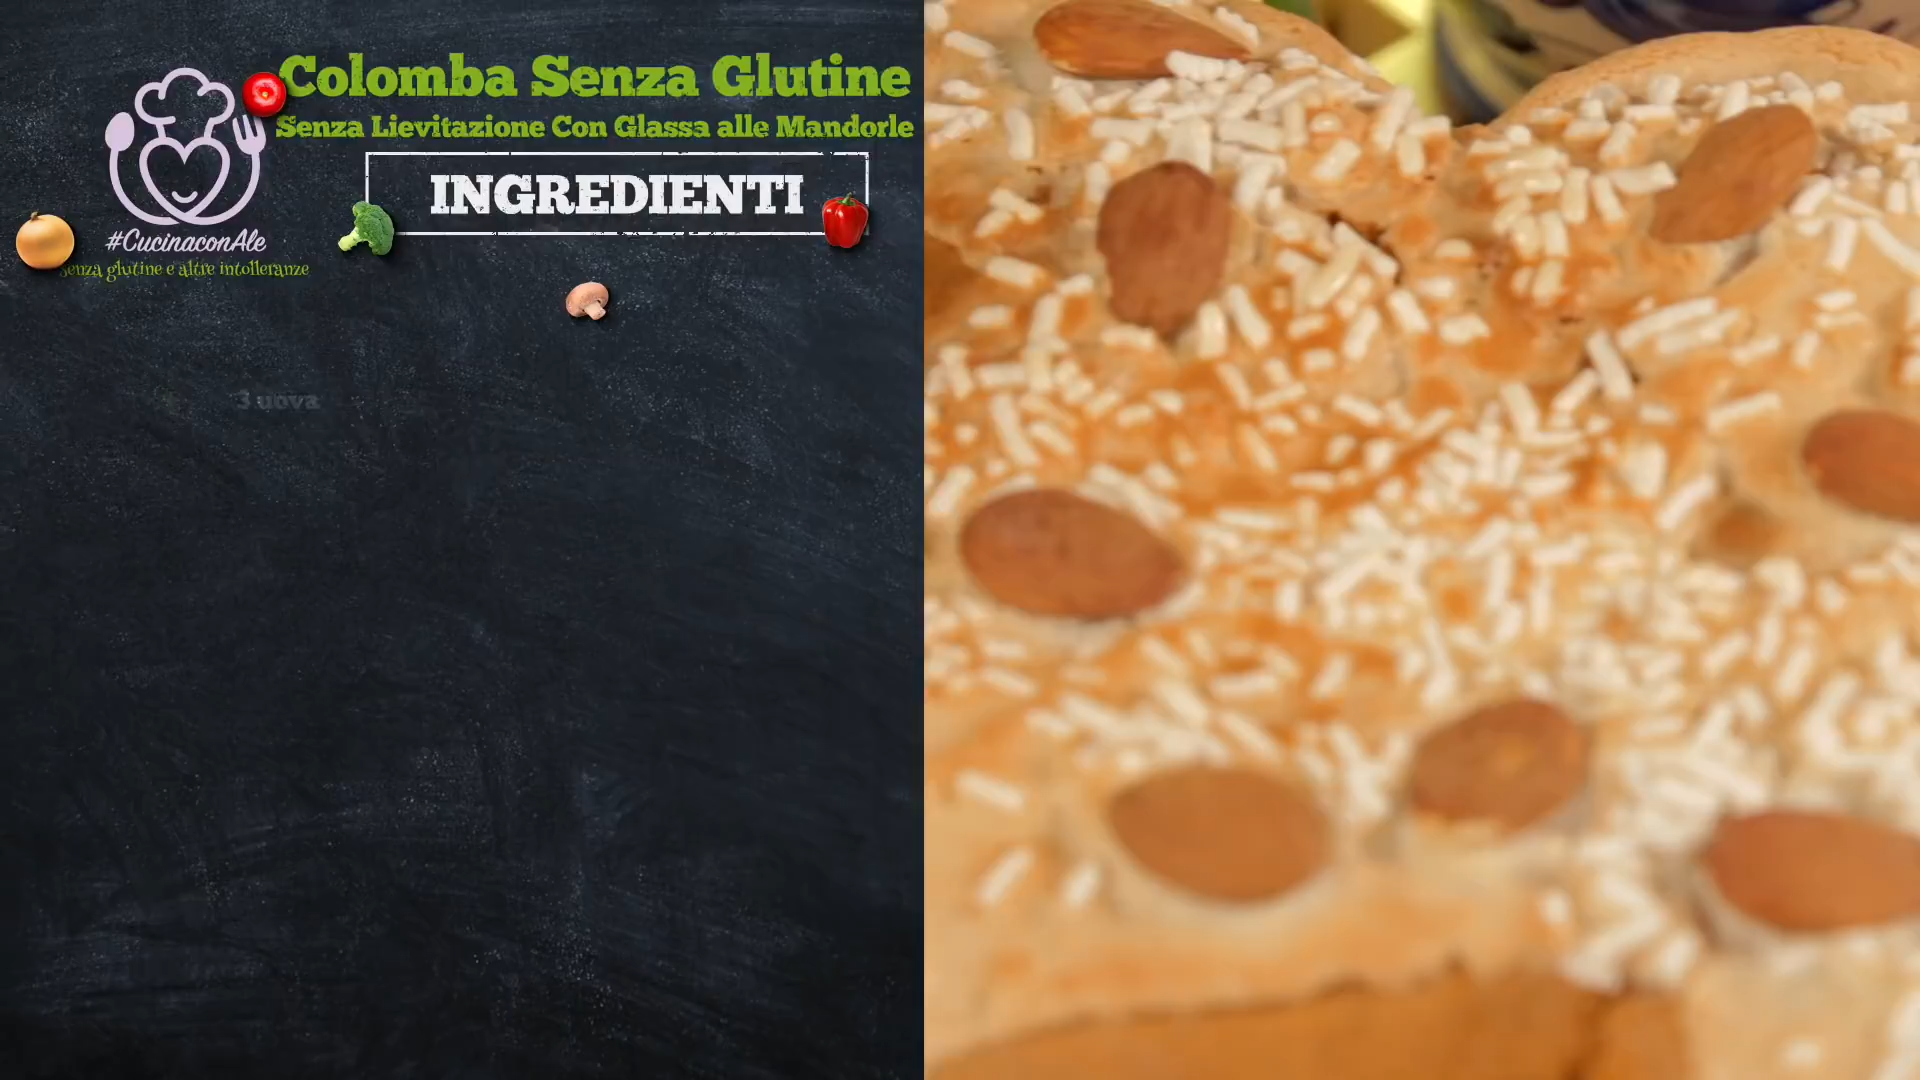 Colomba Senza Glutine
Senza Lievitazione Con Glassa alle Mandorle
INGREDIENTI
#CucinaconAle
senza glutine e altre intolleranze
3 uova